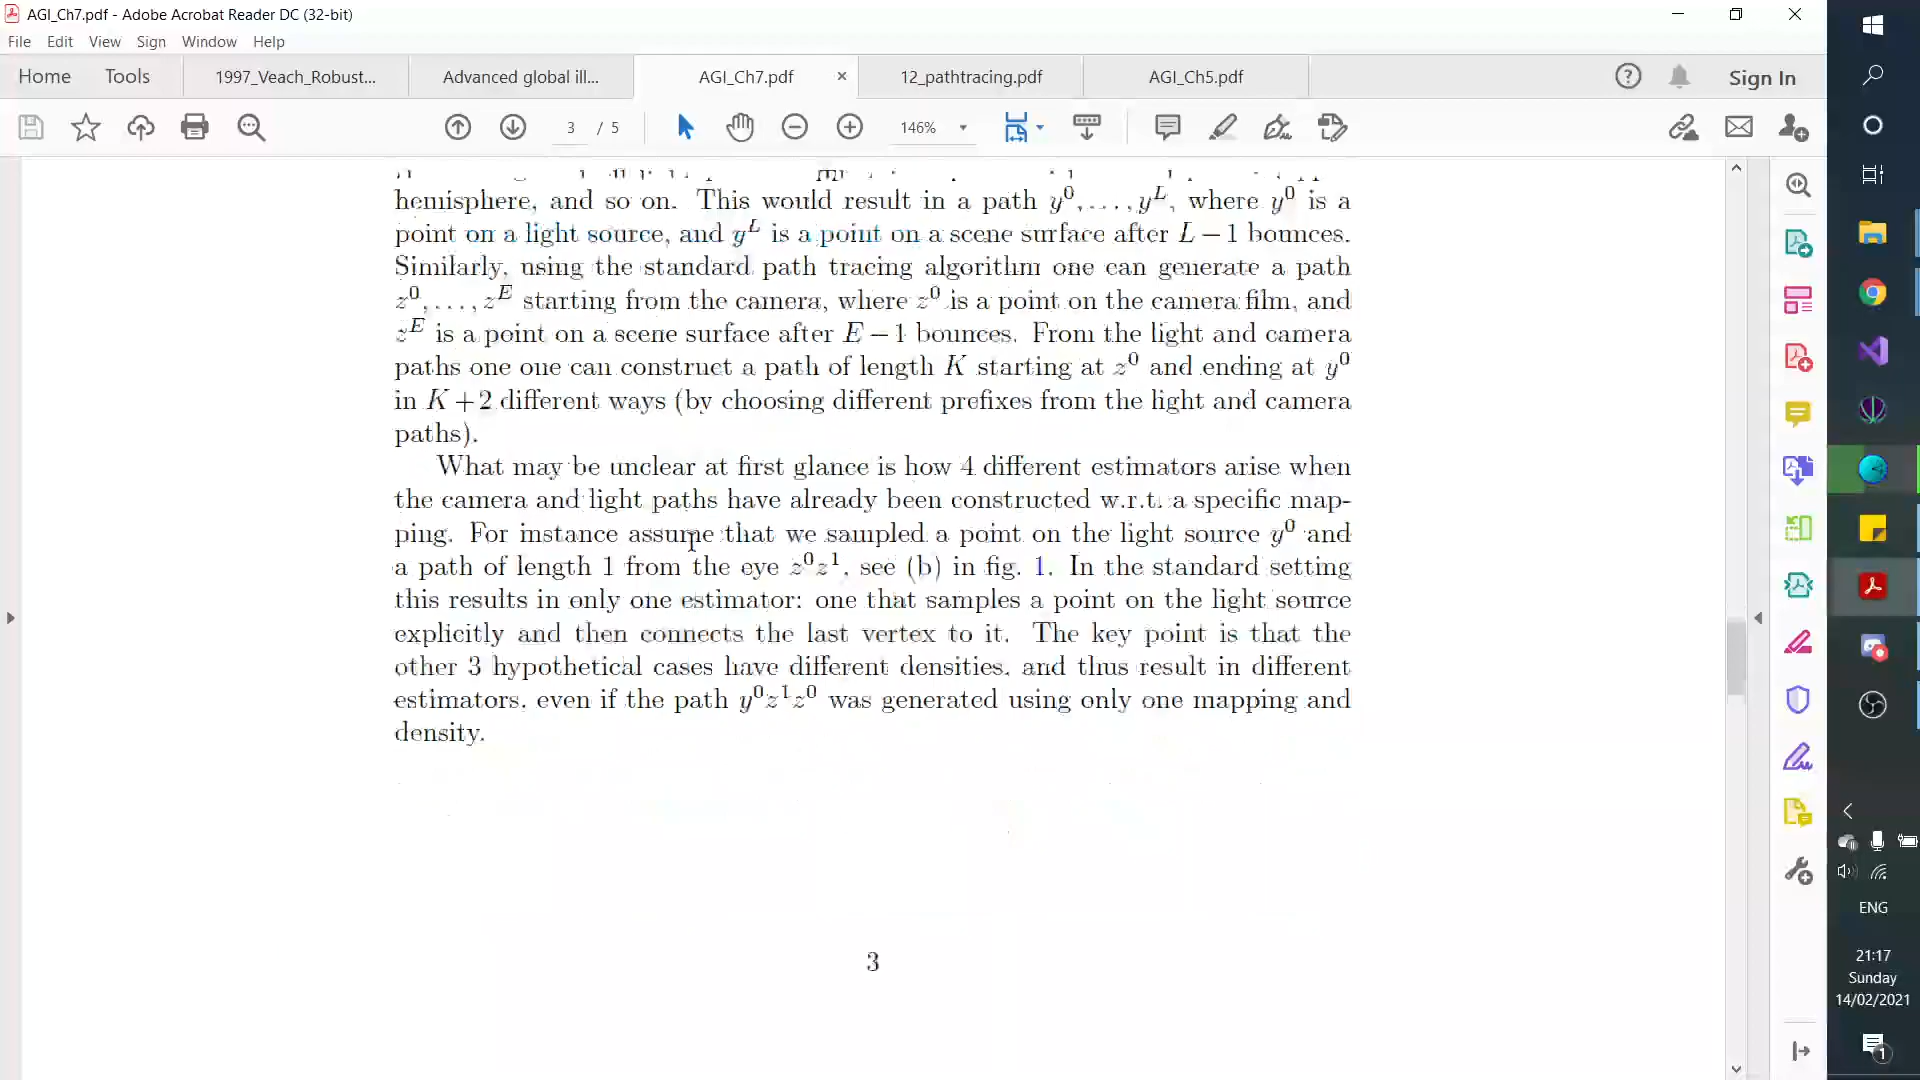 AGI_Ch7.pdf - Adobe Acrobat Reader DC (32-bit)
File Edit View Sign Window Help
Home Tools 1997_Veach_Robust... Advanced global ill... AGI_Ch7.pdf × 12_pathtracing.pdf AGI_Ch5.pdf Sign In
3 / 5 146%
hemisphere, and so on. This would result in a path y⁰, . . . , yᴸ, where y⁰ is a
point on a light source, and yᴸ is a point on a scene surface after L − 1 bounces.
Similarly, using the standard path tracing algorithm one can generate a path
z⁰, . . . , zᴱ starting from the camera, where z⁰ is a point on the camera film, and
zᴱ is a point on a scene surface after E − 1 bounces. From the light and camera
paths one one can construct a path of length K starting at z⁰ and ending at y⁰
in K + 2 different ways (by choosing different prefixes from the light and camera
paths).
What may be unclear at first glance is how 4 different estimators arise when
the camera and light paths have already been constructed w.r.t. a specific map-
ping. For instance assume that we sampled a point on the light source y⁰ and
a path of length 1 from the eye z⁰z¹, see (b) in fig. 1. In the standard setting
this results in only one estimator: one that samples a point on the light source
explicitly and then connects the last vertex to it. The key point is that the
other 3 hypothetical cases have different densities, and thus result in different
estimators, even if the path y⁰z¹z⁰ was generated using only one mapping and
density.
3
ENG
21:17
Sunday
14/02/2021
1